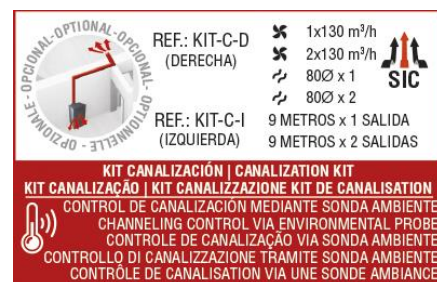 OPCIONAL-OPTIONAL-OPCIONAL-OPTIONNELLE - OPZIONALE -
REF.: KIT-C-D
(DERECHA)
1x130 m³/h
2x130 m³/h
80Ø x 1
80Ø x 2
SIC
REF.: KIT-C-I
(IZQUIERDA)
9 METROS x 1 SALIDA
9 METROS x 2 SALIDAS
KIT CANALIZACIÓN | CANALIZATION KIT
KIT CANALIZAÇÃO | KIT CANALIZZAZIONE KIT DE CANALISATION
CONTROL DE CANALIZACIÓN MEDIANTE SONDA AMBIENTE
CHANNELING CONTROL VIA ENVIRONMENTAL PROBE
CONTROLE DE CANALIZAÇÃO VIA SONDA AMBIENTE
CONTROLLO DI CANALIZZAZIONE TRAMITE SONDA AMBIENTE
CONTRÔLE DE CANALISATION VIA UNE SONDE AMBIANCE